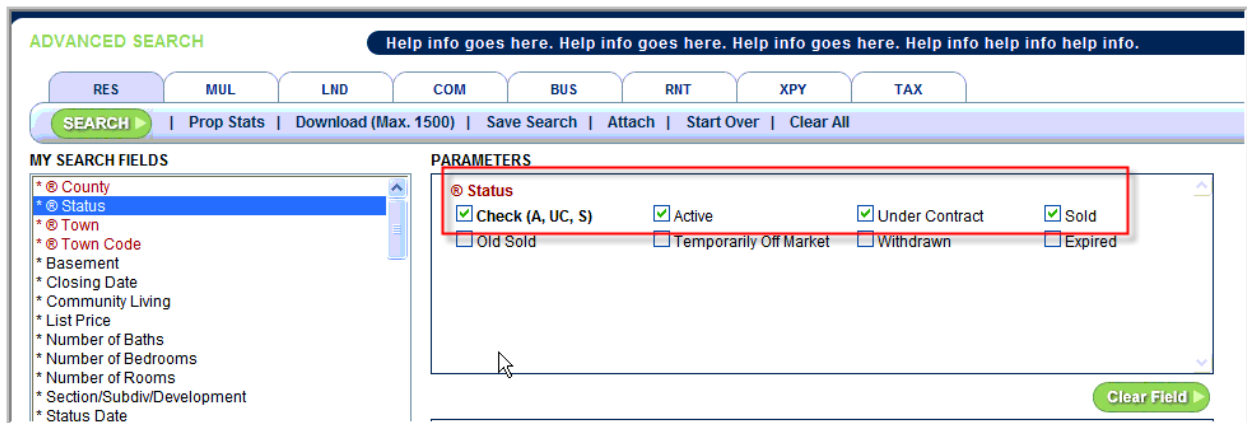 ADVANCED SEARCH
Help info goes here. Help info goes here. Help info goes here. Help info help info help info.
RES MUL LND COM BUS RNT XPY TAX
SEARCH | Prop Stats | Download (Max. 1500) | Save Search | Attach | Start Over | Clear All
MY SEARCH FIELDS
* ® County
* ® Status
* ® Town
* ® Town Code
* Basement
* Closing Date
* Community Living
* List Price
* Number of Baths
* Number of Bedrooms
* Number of Rooms
* Section/Subdiv/Development
* Status Date
PARAMETERS
® Status
Check (A, UC, S) Active Under Contract Sold
Old Sold Temporarily Off Market Withdrawn Expired
Clear Field